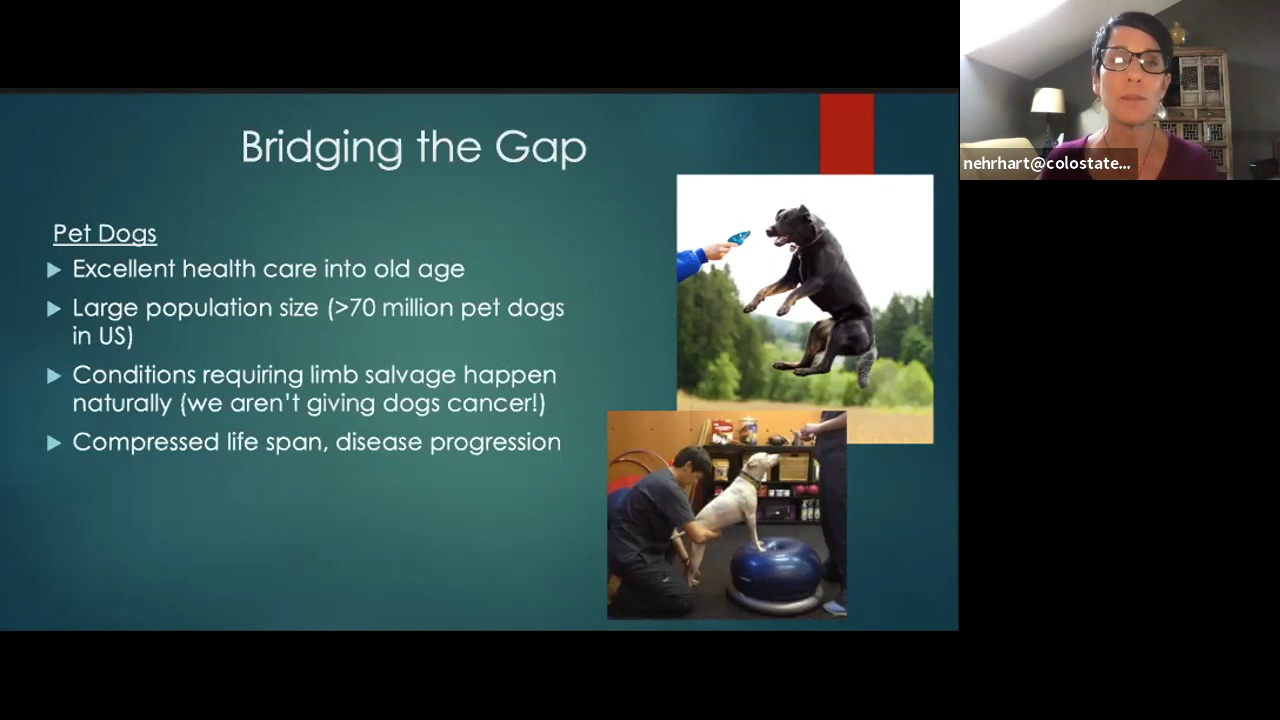 Bridging the Gap
nehrhart@colostate...
Pet Dogs
Excellent health care into old age
Large population size (>70 million pet dogs
in US)
Conditions requiring limb salvage happen
naturally (we aren't giving dogs cancer!)
Compressed life span, disease progression